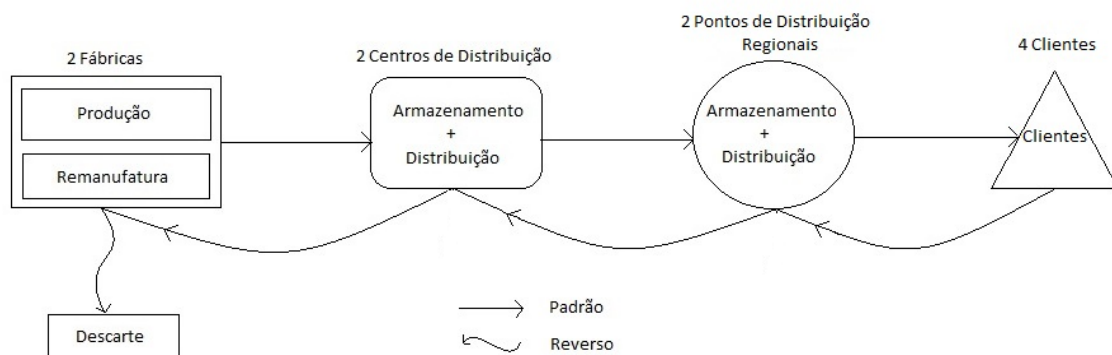 2 Fábricas
Produção
Remanufatura
2 Centros de Distribuição
Armazenamento
+
Distribuição
2 Pontos de Distribuição
Regionais
Armazenamento
+
Distribuição
4 Clientes
Clientes
Descarte
Padrão
Reverso